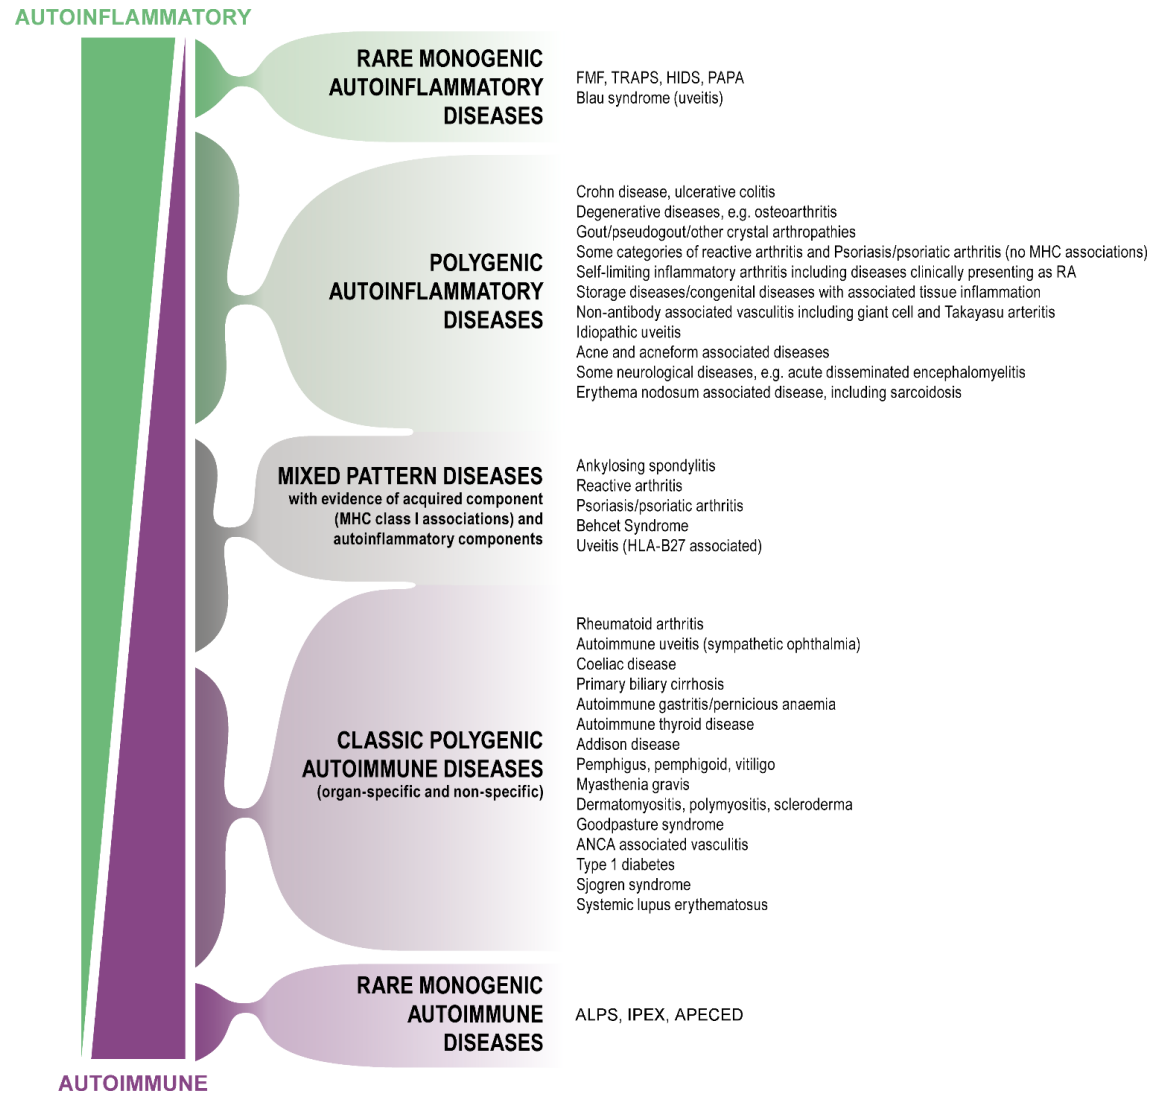 AUTOINFLAMMATORY
RARE MONOGENIC
AUTOINFLAMMATORY
DISEASES
FMF, TRAPS, HIDS, PAPA
Blau syndrome (uveitis)
POLYGENIC
AUTOINFLAMMATORY
DISEASES
Crohn disease, ulcerative colitis
Degenerative diseases, e.g. osteoarthritis
Gout/pseudogout/other crystal arthropathies
Some categories of reactive arthritis and Psoriasis/psoriatic arthritis (no MHC associations)
Self-limiting inflammatory arthritis including diseases clinically presenting as RA
Storage diseases/congenital diseases with associated tissue inflammation
Non-antibody associated vasculitis including giant cell and Takayasu arteritis
Idiopathic uveitis
Acne and acneform associated diseases
Some neurological diseases, e.g. acute disseminated encephalomyelitis
Erythema nodosum associated disease, including sarcoidosis
MIXED PATTERN DISEASES
with evidence of acquired component
(MHC class I associations) and
autoinflammatory components
Ankylosing spondylitis
Reactive arthritis
Psoriasis/psoriatic arthritis
Behcet Syndrome
Uveitis (HLA-B27 associated)
CLASSIC POLYGENIC
AUTOIMMUNE DISEASES
(organ-specific and non-specific)
Rheumatoid arthritis
Autoimmune uveitis (sympathetic ophthalmia)
Coeliac disease
Primary biliary cirrhosis
Autoimmune gastritis/pernicious anaemia
Autoimmune thyroid disease
Addison disease
Pemphigus, pemphigoid, vitiligo
Myasthenia gravis
Dermatomyositis, polymyositis, scleroderma
Goodpasture syndrome
ANCA associated vasculitis
Type 1 diabetes
Sjogren syndrome
Systemic lupus erythematosus
RARE MONOGENIC
AUTOIMMUNE
DISEASES
ALPS, IPEX, APECED
AUTOIMMUNE